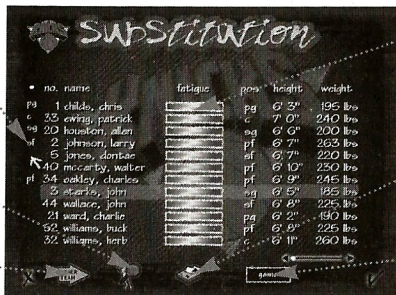 Substitution
• no. name fatigue pos height weight
pg 1 childs, chris pg 6' 3" 195 lbs
c 33 ewing, patrick c 7' 0" 240 lbs
sg 20 houston, allan sg 6' 6" 200 lbs
sf 2 johnson, larry pf 6' 7" 263 lbs
5 jones, dontae sf 6' 7" 220 lbs
40 mccarty, walter pf 6' 10" 230 lbs
pf 34 oakley, charles pf 6' 9" 245 lbs
3 starks, john sg 6' 5" 185 lbs
44 wallace, john sf 6' 8" 225 lbs
21 ward, charlie pg 6' 2" 190 lbs
52 williams, buck pf 6' 8" 225 lbs
32 williams, herb c 6' 11" 260 lbs
game